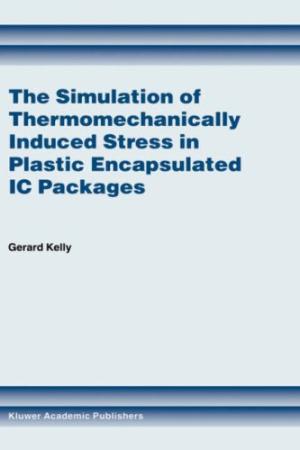 The Simulation of
Thermomechanically
Induced Stress in
Plastic Encapsulated
IC Packages
Gerard Kelly
Kluwer Academic Publishers